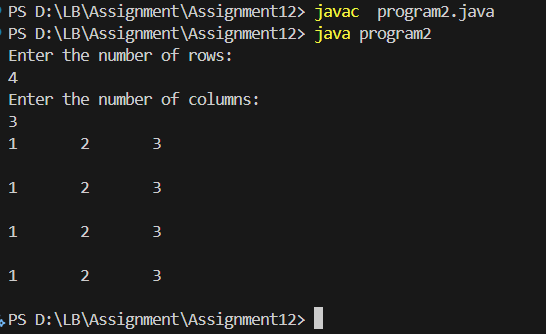 PS D:\LB\Assignment\Assignment12> javac  program2.java
PS D:\LB\Assignment\Assignment12> java program2
Enter the number of rows:
4
Enter the number of columns:
3
1       2       3
1       2       3
1       2       3
1       2       3
PS D:\LB\Assignment\Assignment12>